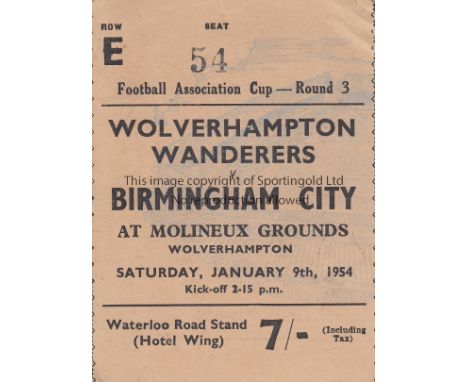 ROW SEAT
E 54
Football Association Cup — Round 3
WOLVERHAMPTON
WANDERERS
v
This image copyright of Sportingold Ltd
BIRMINGHAM CITY
No reproduction allowed
AT MOLINEUX GROUNDS
WOLVERHAMPTON
SATURDAY, JANUARY 9th, 1954
Kick-off 2-15 p.m.
Waterloo Road Stand 7/- (Including
(Hotel Wing) Tax)